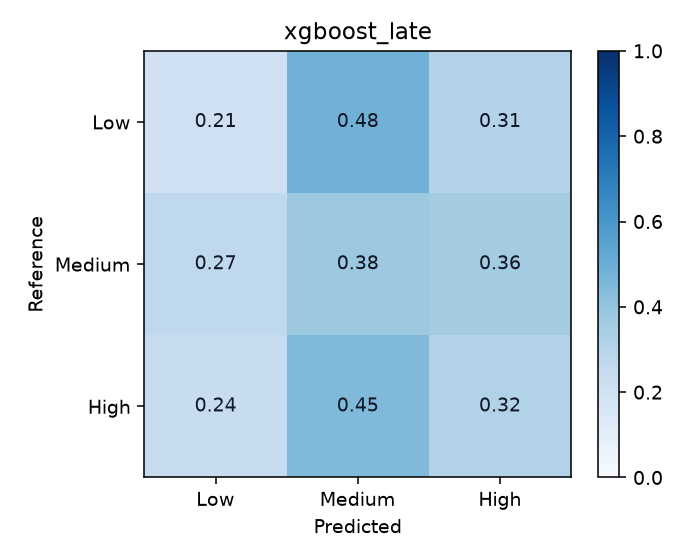 xgboost_late
1.0
Low 0.21 0.48 0.31
0.8
0.6
Reference
Medium 0.27 0.38 0.36
0.4
High 0.24 0.45 0.32
0.2
0.0
Low Medium High
Predicted